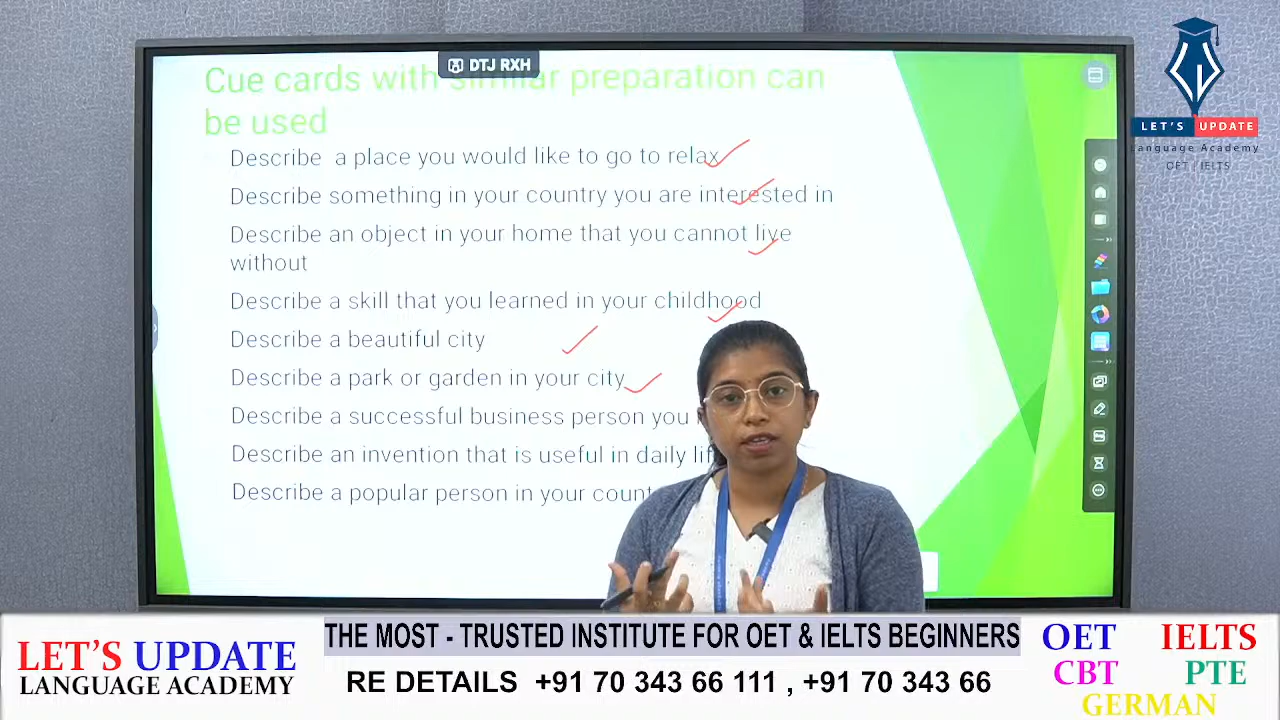 DTJ RXH
Cue cards with similar preparation can
be used
Describe a place you would like to go to relax
Describe something in your country you are interested in
Describe an object in your home that you cannot live
without
Describe a skill that you learned in your childhood
Describe a beautiful city
Describe a park or garden in your city
Describe a successful business person you
Describe an invention that is useful in daily
Describe a popular person in your
LET'S UPDATE
Language Academy
OET | IELTS
LET'S UPDATE
LANGUAGE ACADEMY
THE MOST - TRUSTED INSTITUTE FOR OET & IELTS BEGINNERS
RE DETAILS +91 70 343 66 111 , +91 70 343 66
OET IELTS
CBT PTE
GERMAN